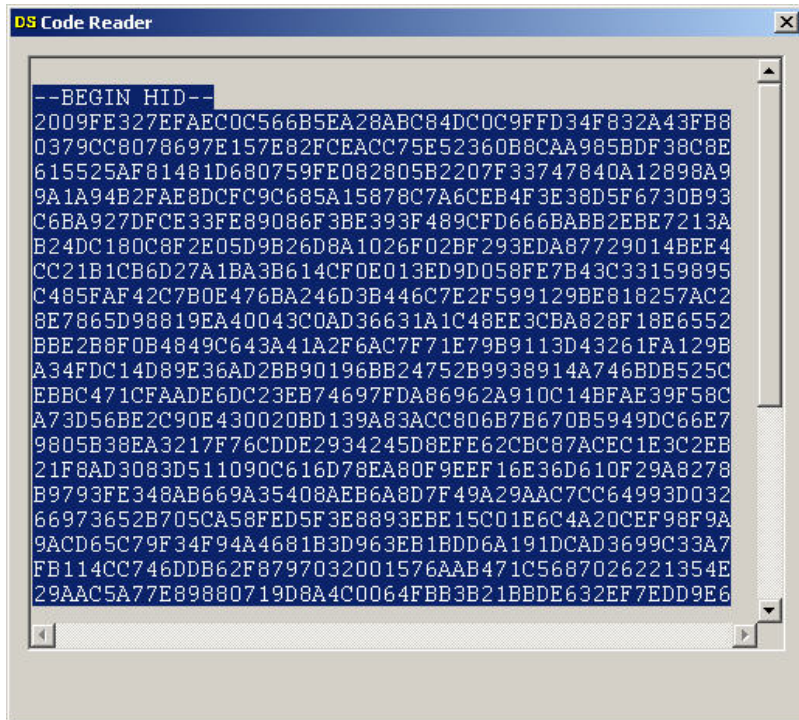 DS Code Reader
--BEGIN HID--
2009FE327EFAEC0C566B5EA28ABC84DC0C9FFD34F832A43FB8
0379CC8078697E157E82FCEACC75E52360B8CAA985BDF38C8E
615525AF81481D680759FE082805B2207F33747840A12898A9
9A1A94B2FAE8DCFC9C685A15878C7A6CEB4F3E38D5F6730B93
C6BA927DFCE33FE89086F3BE393F489CFD666BABB2EBE7213A
B24DC180C8F2E05D9B26D8A1026F02BF293EDA87729014BEE4
CC21B1CB6D27A1BA3B614CF0E013ED9D058FE7B43C33159895
C485FAF42C7B0E476BA246D3B446C7E2F599129BE818257AC2
8E7865D98819EA40043C0AD36631A1C48EE3CBA828F18E6552
BBE2B8F0B4849C643A41A2F6AC7F71E79B9113D43261FA129B
A34FDC14D89E36AD2BB90196BB24752B9938914A746BDB525C
EBBC471CFAADE6DC23EB74697FDA86962A910C14BFAE39F58C
A73D56BE2C90E430020BD139A83ACC806B7B670B5949DC66E7
9805B38EA3217F76CDDE2934245D8EFE62CBC87ACEC1E3C2EB
21F8AD3083D511090C616D78EA80F9EEF16E36D610F29A8278
B9793FE348AB669A35408AEB6A8D7F49A29AAC7CC64993D032
66973652B705CA58FED5F3E8893EBE15C01E6C4A20CEF98F9A
9ACD65C79F34F94A4681B3D963EB1BDD6A191DCAD3699C33A7
FB114CC746DDB62F8797032001576AAB471C5687026221354E
29AAC5A77E89880719D8A4C0064FBB3B21BBDE632EF7EDD9E6